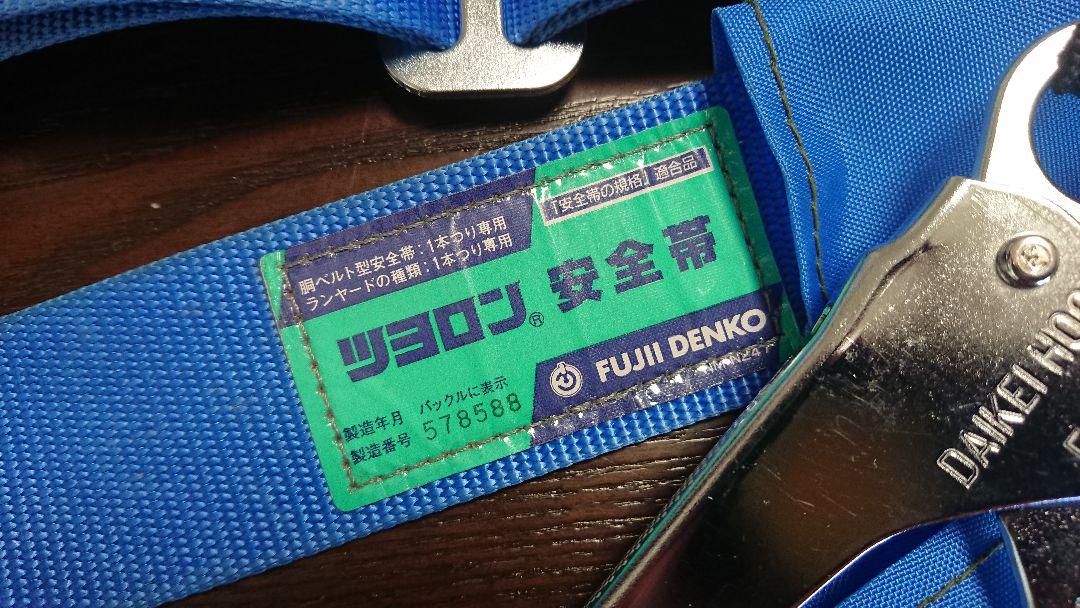 「安全帯の規格」適合品
胴ベルト型安全帯：1本つり専用
ランヤードの種類：1本つり専用
ツヨロン® 安全帯
FUJII DENKO
製造年月 バックルに表示
製造番号 578588
DAIKEI HOO